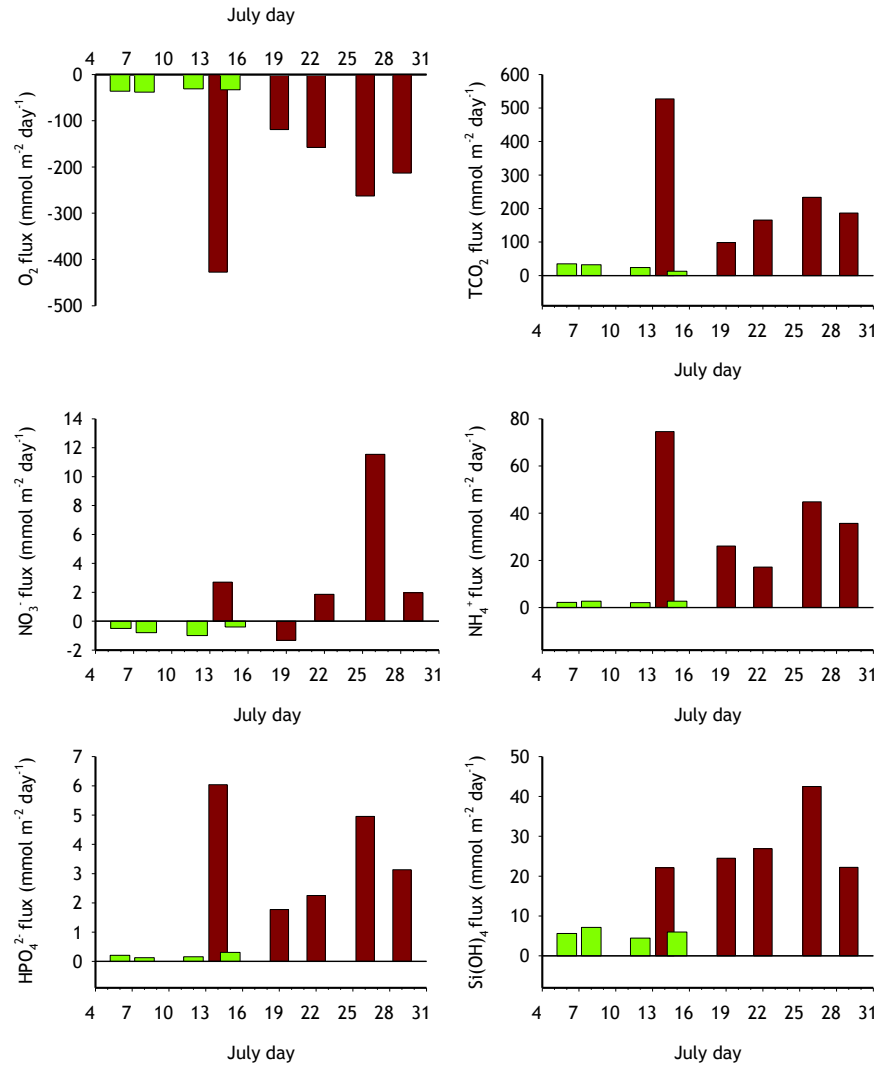 July day
4 7 10 13 16 19 22 25 28 31
0
-100
-200
-300
-400
-500
O₂ flux (mmol m⁻² day⁻¹)
600
500
400
300
200
100
0
TCO₂ flux (mmol m⁻² day⁻¹)
4 7 10 13 16 19 22 25 28 31
July day
14
12
10
8
6
4
2
0
-2
NO₃⁻ flux (mmol m⁻² day⁻¹)
4 7 10 13 16 19 22 25 28 31
July day
80
60
40
20
0
NH₄⁺ flux (mmol m⁻² day⁻¹)
4 7 10 13 16 19 22 25 28 31
July day
7
6
5
4
3
2
1
0
HPO₄²⁻ flux (mmol m⁻² day⁻¹)
4 7 10 13 16 19 22 25 28 31
July day
50
40
30
20
10
0
Si(OH)₄ flux (mmol m⁻² day⁻¹)
4 7 10 13 16 19 22 25 28 31
July day